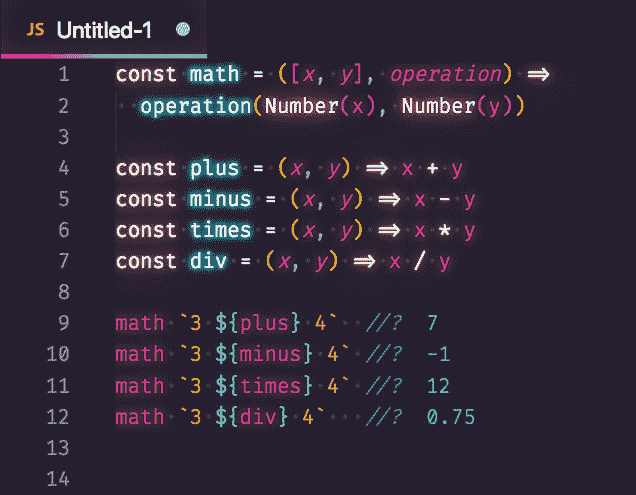 JS Untitled-1
1 const math = ([x, y], operation) ⇒
2 operation(Number(x), Number(y))
3
4 const plus = (x, y) ⇒ x + y
5 const minus = (x, y) ⇒ x - y
6 const times = (x, y) ⇒ x * y
7 const div = (x, y) ⇒ x / y
8
9 math `3 ${plus} 4` //? 7
10 math `3 ${minus} 4` //? -1
11 math `3 ${times} 4` //? 12
12 math `3 ${div} 4` //? 0.75
13
14